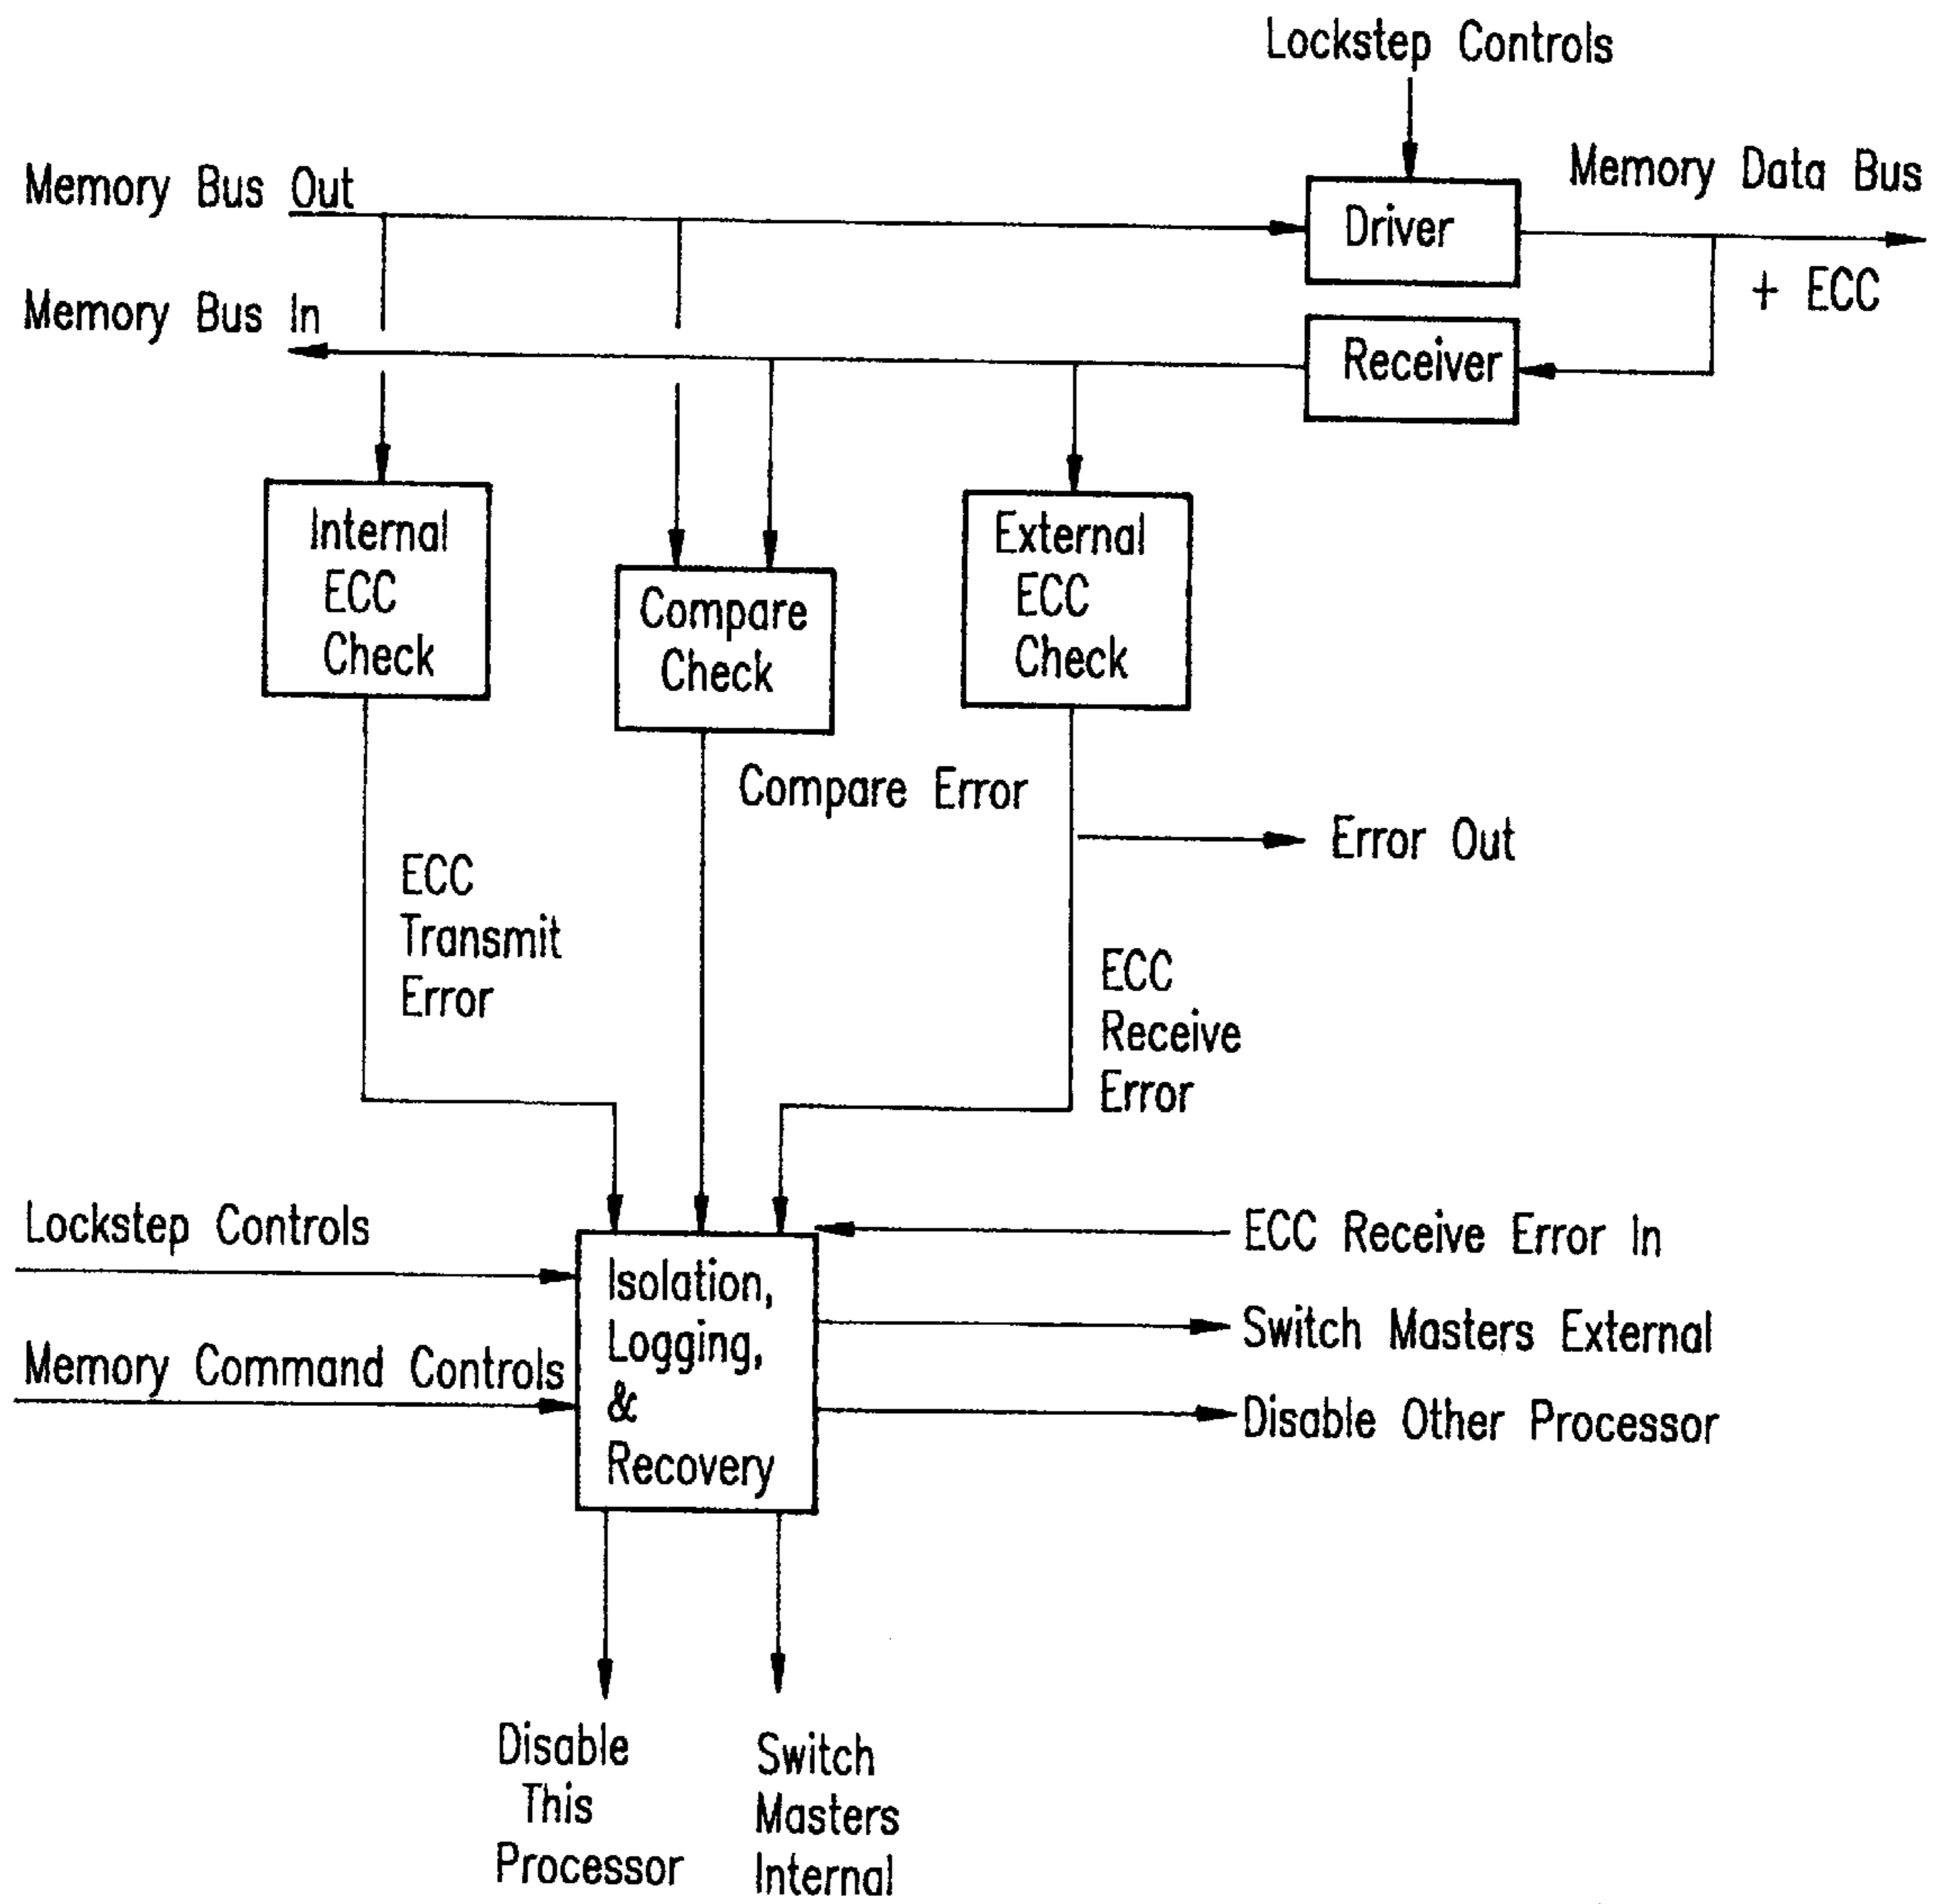 Lockstep Controls
Memory Bus Out
Memory Data Bus
Driver
+ ECC
Memory Bus In
Receiver
Internal
ECC
Check
Compare
Check
External
ECC
Check
Compare Error
Error Out
ECC
Transmit
Error
ECC
Receive
Error
Lockstep Controls
Memory Command Controls
Isolation,
Logging,
&
Recovery
ECC Receive Error In
Switch Masters External
Disable Other Processor
Disable
This
Processor
Switch
Masters
Internal